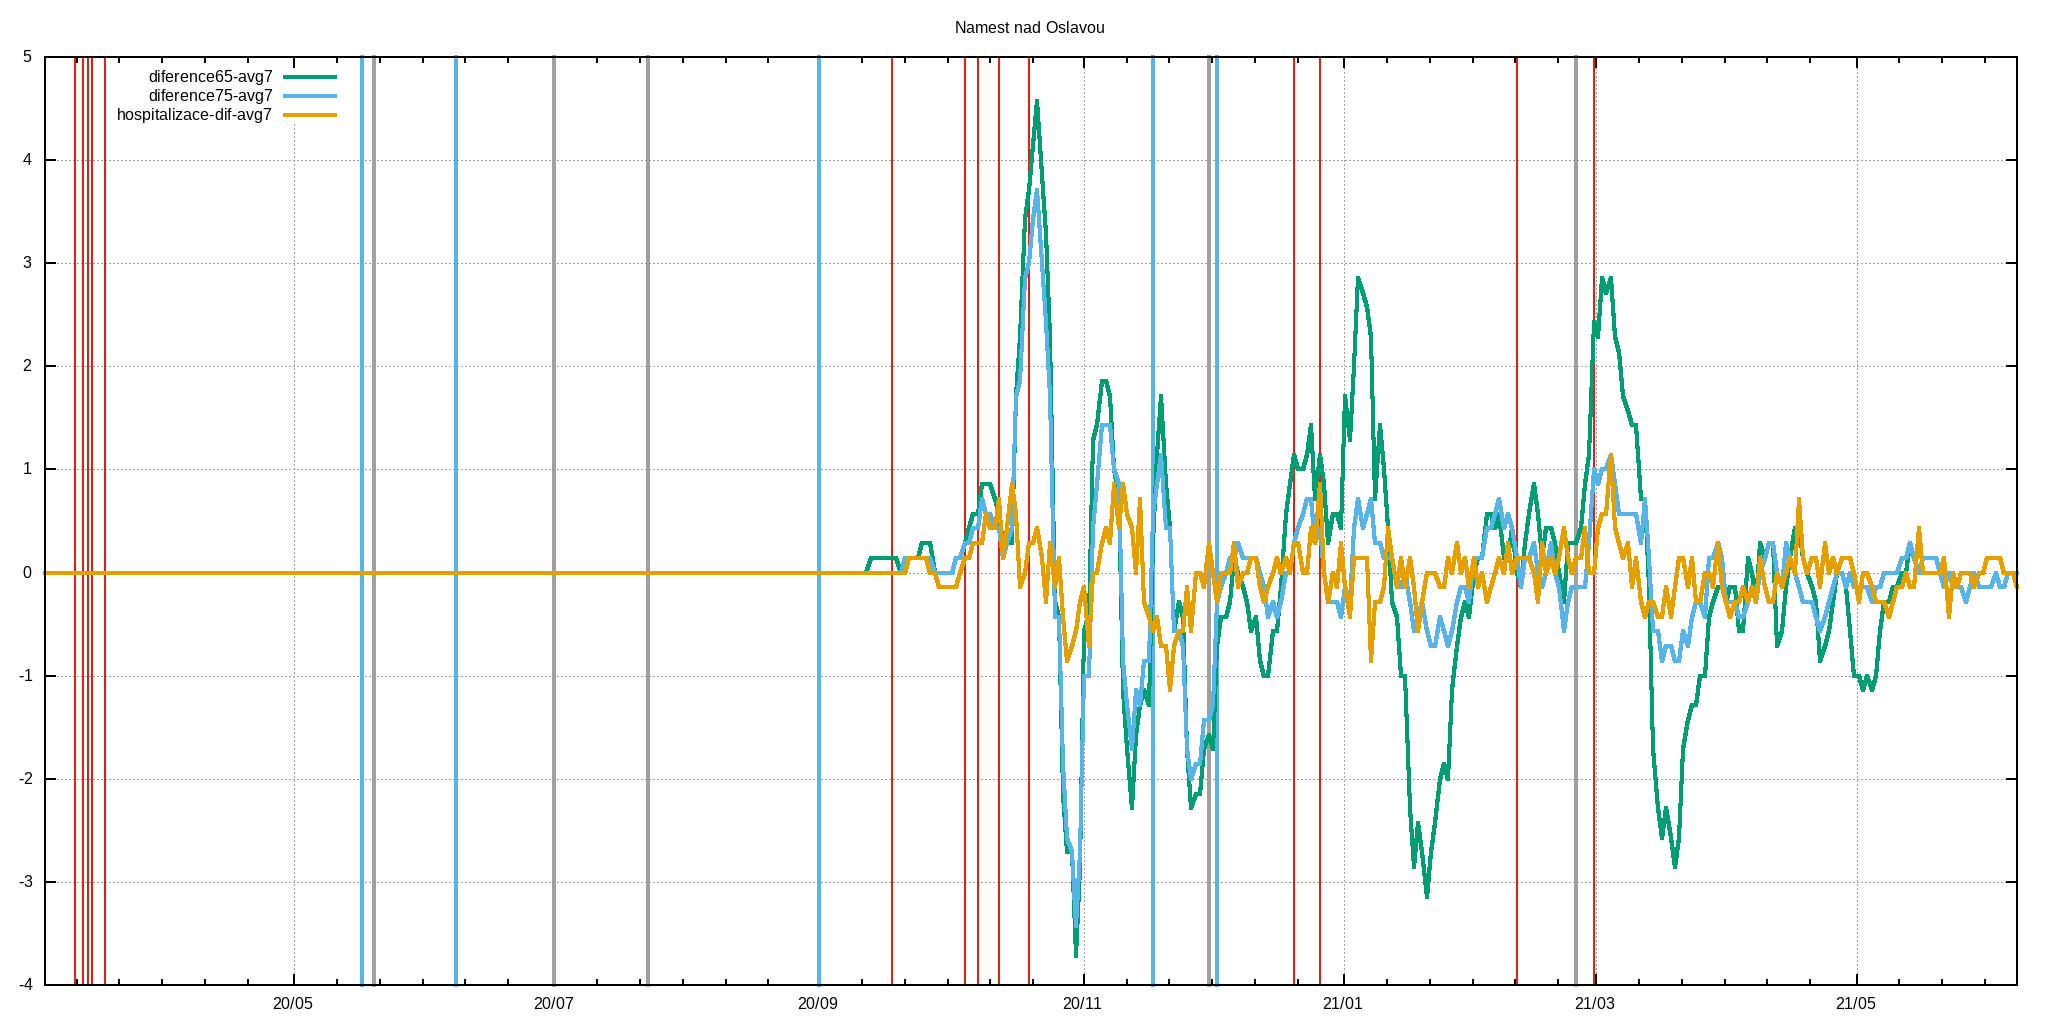 Namest nad Oslavou
5
diference65-avg7
diference75-avg7
hospitalizace-dif-avg7
4
3
2
1
0
-1
-2
-3
-4
20/05 20/07 20/09 20/11 21/01 21/03 21/05